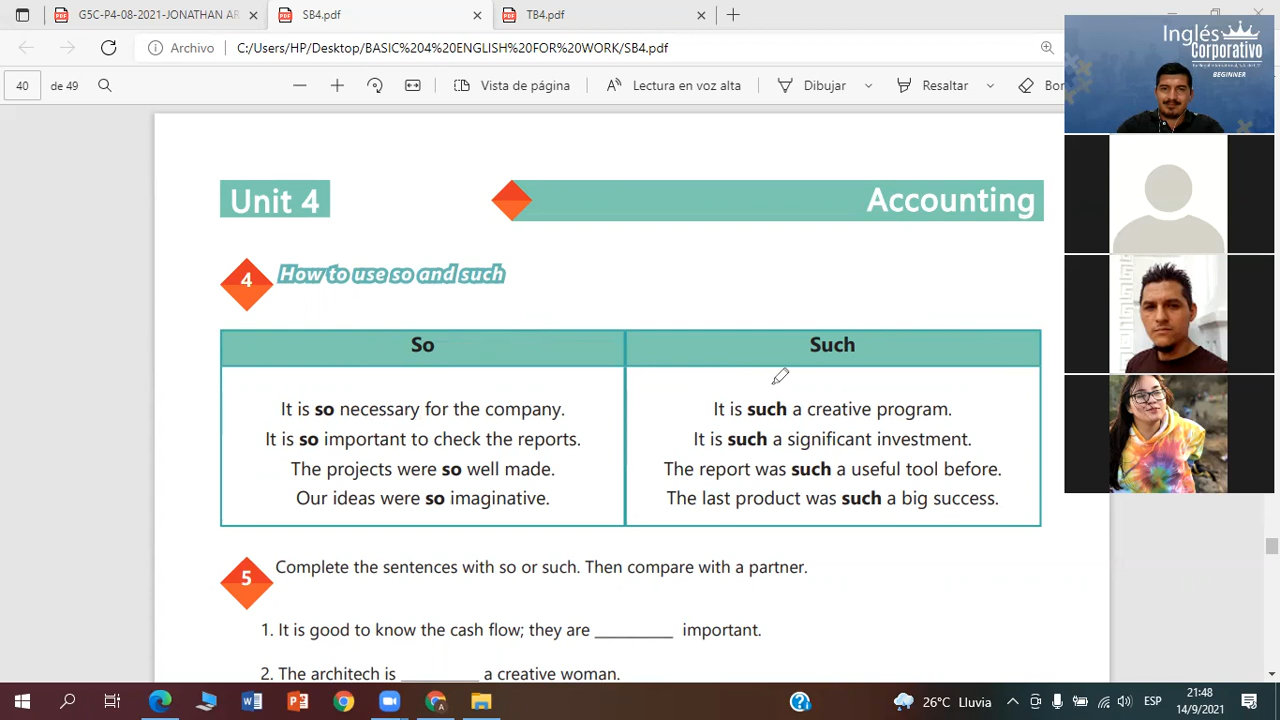 G5C-P4-08-2021-JONATHAN AR
SB4.pdf
TB4.pdf
Archivo
C:/Users/HP/Desktop/BASIC%204%20ENGLISH%20FOR%20WORK/SB4.pdf
40
de 49
Vista de página
Lectura en voz alta
Dibujar
Resaltar
Bor
Inglés
Corporativo
BEGINNER
Unit 4
Accounting
4
How to use so and such
So
Such
It is so necessary for the company.
It is such a creative program.
It is so important to check the reports.
It is such a significant investment.
The projects were so well made.
The report was such a useful tool before.
Our ideas were so imaginative.
The last product was such a big success.
5
Complete the sentences with so or such. Then compare with a partner.
1. It is good to know the cash flow; they are ________ important.
2. The architech is ________ a creative woman.
26°C Lluvia
ESP
21:48
14/9/2021